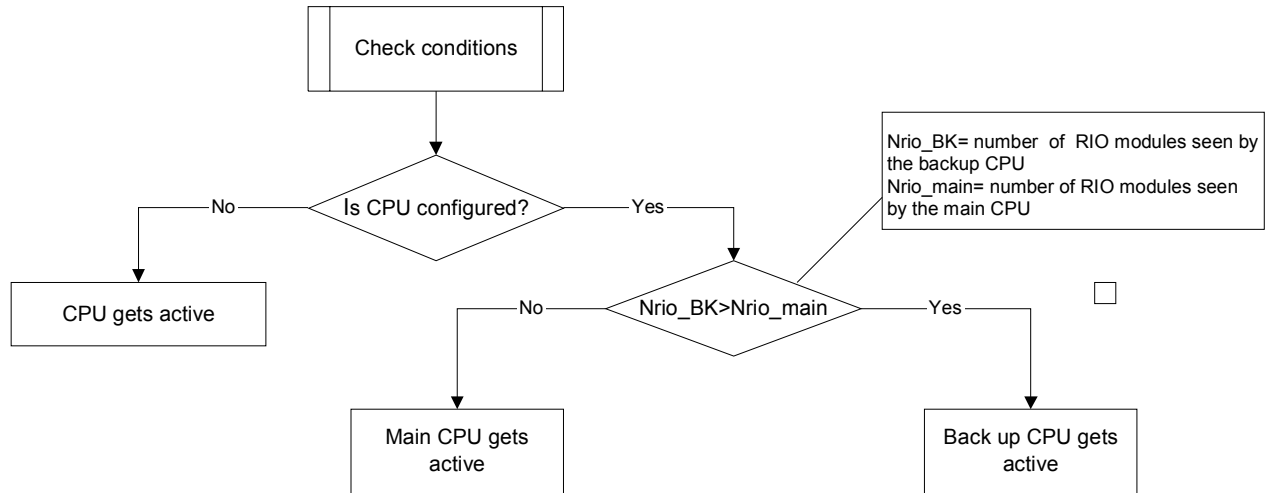 Check conditions
Nrio_BK= number of RIO modules seen by
the backup CPU
Nrio_main= number of RIO modules seen
by the main CPU
No
Is CPU configured?
Yes
CPU gets active
No
Nrio_BK>Nrio_main
Yes
Main CPU gets
active
Back up CPU gets
active